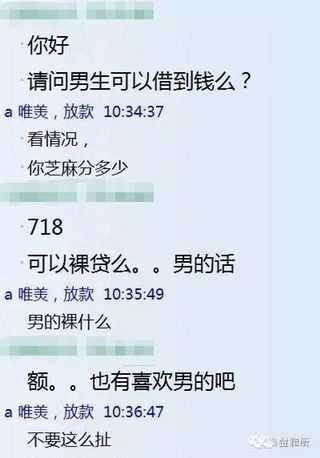 你好
请问男生可以借到钱么？
a 唯美，放款 10:34:37
看情况，
你芝麻分多少
718
可以裸贷么。。男的话
a 唯美，放款 10:35:49
男的裸什么
额。。也有喜欢男的吧
a 唯美，放款 10:36:47
不要这么扯